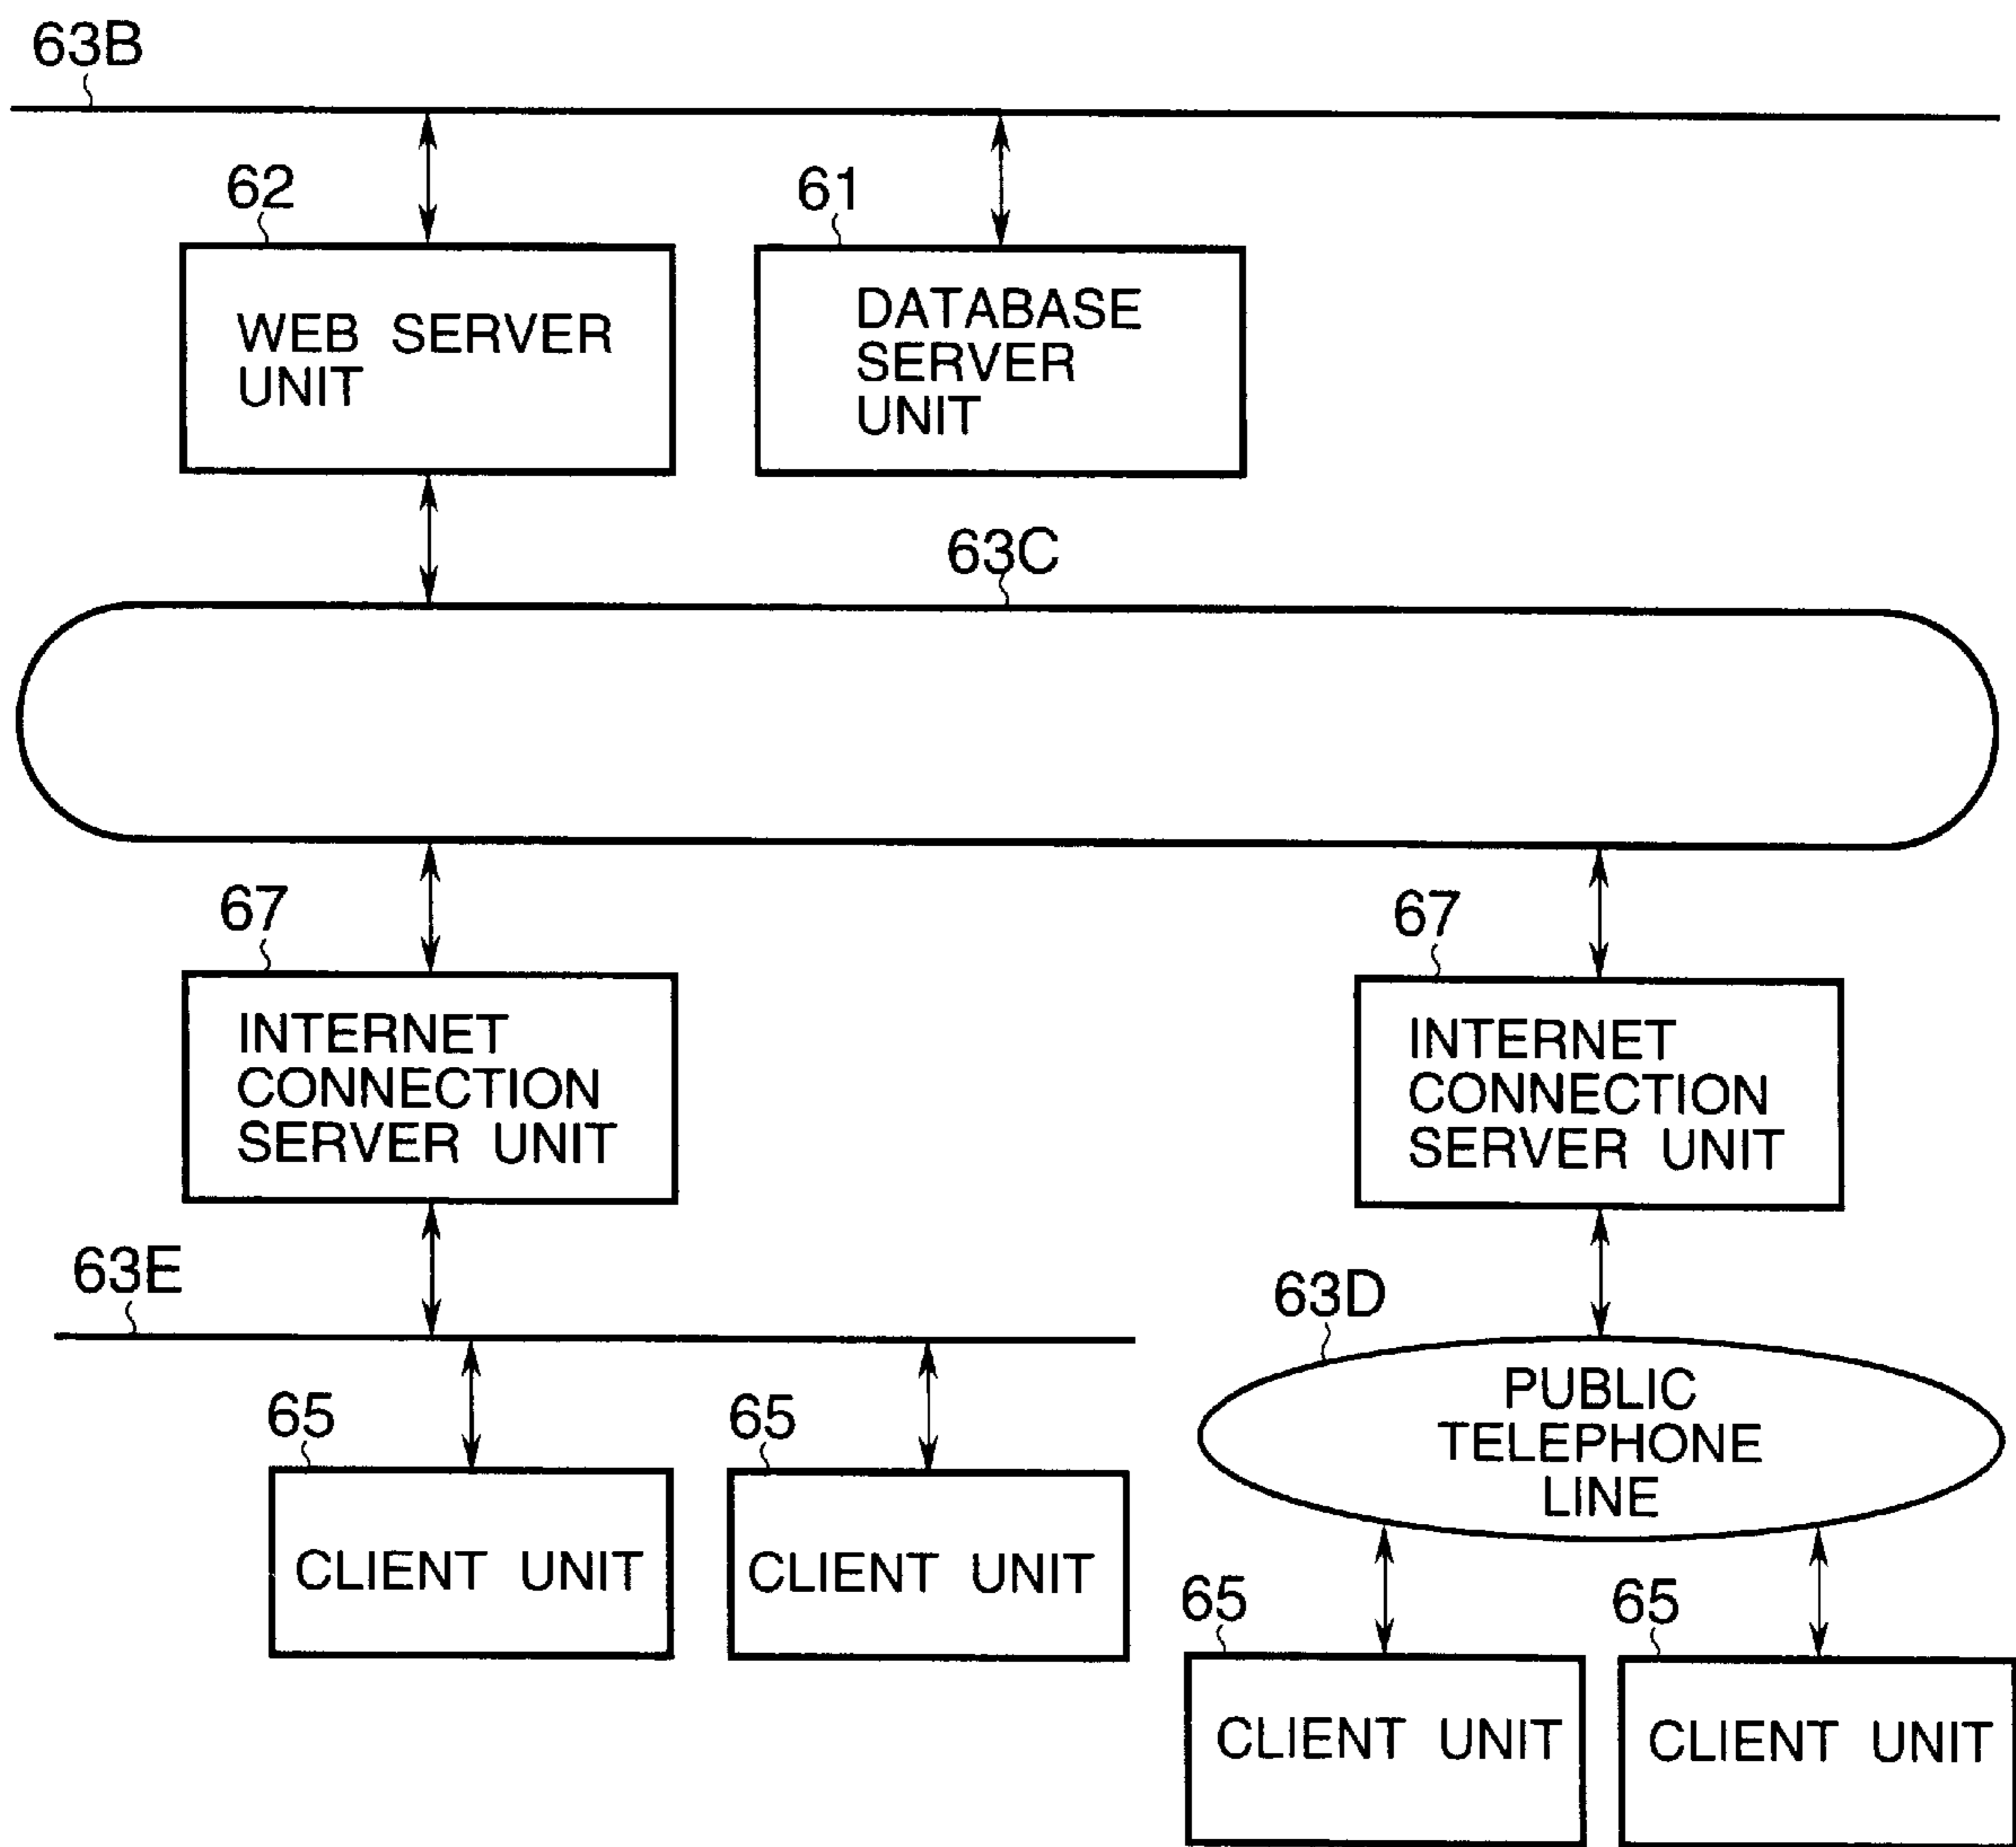 63B
62
61
WEB SERVER
UNIT
DATABASE
SERVER
UNIT
63C
67
67
INTERNET
CONNECTION
SERVER UNIT
INTERNET
CONNECTION
SERVER UNIT
63E
63D
PUBLIC
TELEPHONE
LINE
65
65
CLIENT UNIT
CLIENT UNIT
65
65
CLIENT UNIT
CLIENT UNIT